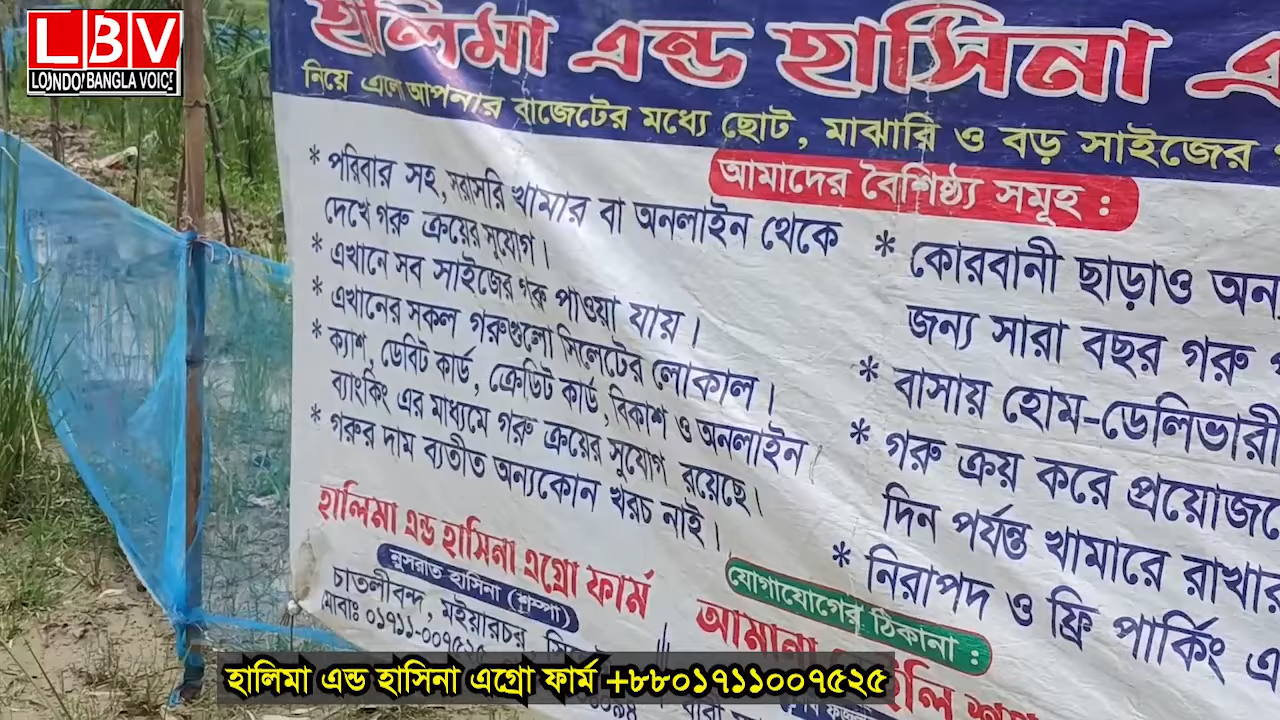 LBV
LONDON BANGLA VOICE
হালিমা এন্ড হাসিনা
নিয়ে এলো আপনার বাজেটের মধ্যে ছোট, মাঝারি ও বড় সাইজের
আমাদের বৈশিষ্ঠ্য সমূহ :
* পরিবার সহ, সরাসরি খামার বা অনলাইন থেকে
দেখে গরু ক্রয়ের সুযোগ।
* এখানে সব সাইজের গরু পাওয়া যায়।
* এখানের সকল গরুগুলো সিলেটের লোকাল।
* ক্যাশ, ডেবিট কার্ড, ক্রেডিট কার্ড, বিকাশ ও অনলাইন
ব্যাংকিং এর মাধ্যমে গরু ক্রয়ের সুযোগ রয়েছে।
* গরুর দাম ব্যতীত অন্যকোন খরচ নাই।
* কোরবানী ছাড়াও
জন্য সারা বছর গরু
* বাসায় হোম-ডেলিভারী
* গরু ক্রয় করে
দিন পর্যন্ত খামারে রাখার
* নিরাপদ ও ফ্রি পার্কিং
হালিমা এন্ড হাসিনা এগ্রো ফার্ম
নুসরাত হাসিনা (শম্পা)
চাতলীবন্দ, মইয়ারচর,
মোবাঃ ০১৭১১-০০৭৫২৫
যোগাযোগের ঠিকানা :
হালিমা এন্ড হাসিনা এগ্রো ফার্ম +৮৮০১৭১১০০৭৫২৫